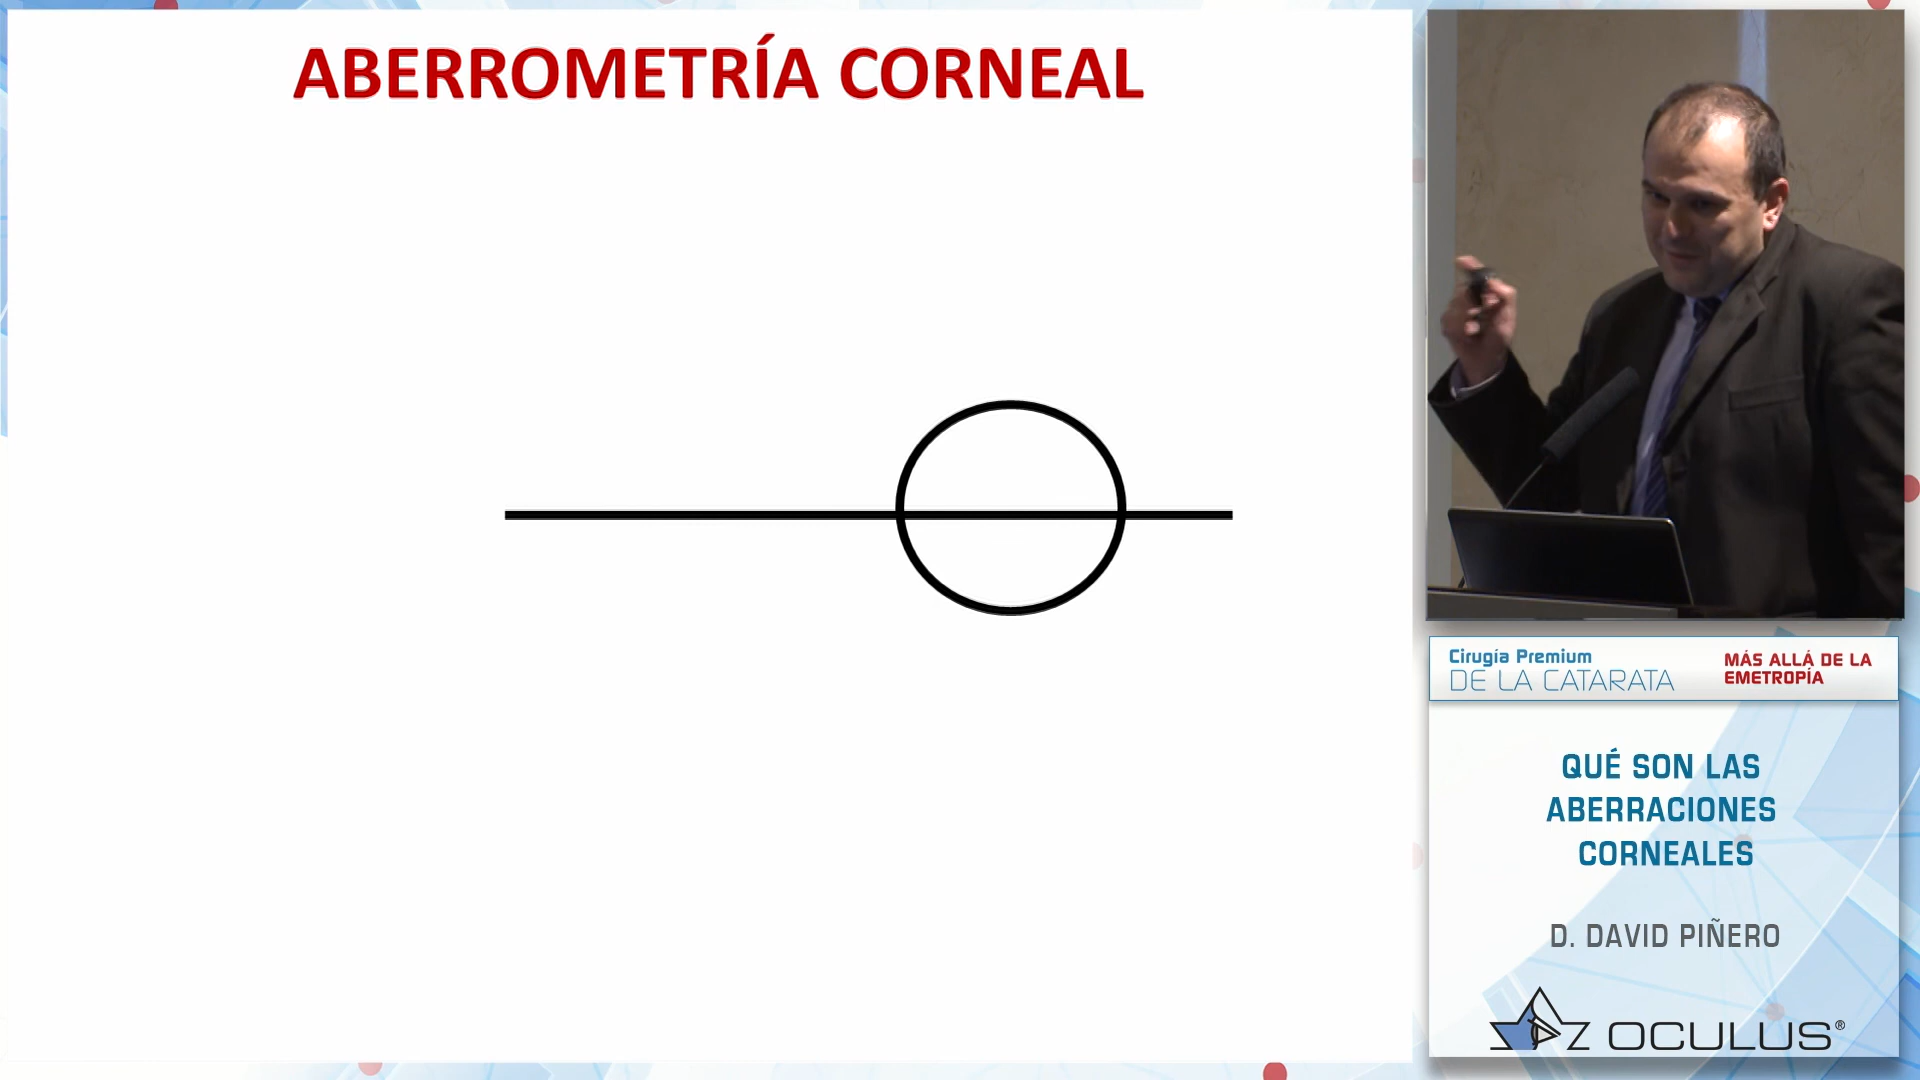 ABERROMETRÍA CORNEAL
Cirugía Premium
DE LA CATARATA
MÁS ALLÁ DE LA
EMETROPÍA
QUÉ SON LAS
ABERRACIONES
CORNEALES
D. DAVID PIÑERO
OCULUS®